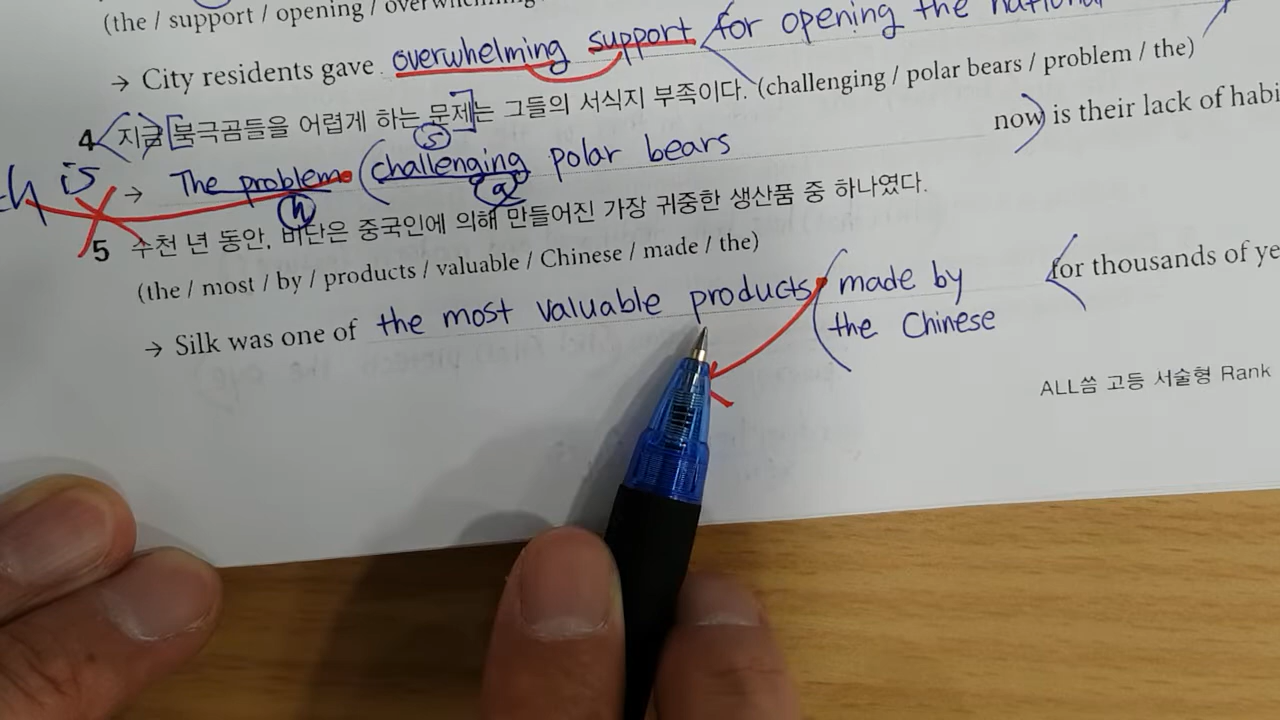 (the / support / opening /
→ City residents gave overwhelming support for opening the national
4 지금 북극곰들을 어렵게 하는 문제는 그들의 서식지 부족이다. (challenging / polar bears / problem / the)
is → The problem challenging polar bears now is their lack of habi
s
n a
5 수천 년 동안, 비단은 중국인에 의해 만들어진 가장 귀중한 생산품 중 하나였다.
(the / most / by / products / valuable / Chinese / made / the)
→ Silk was one of the most valuable products made by for thousands of ye
the Chinese
ALL씀 고등 서술형 Rank